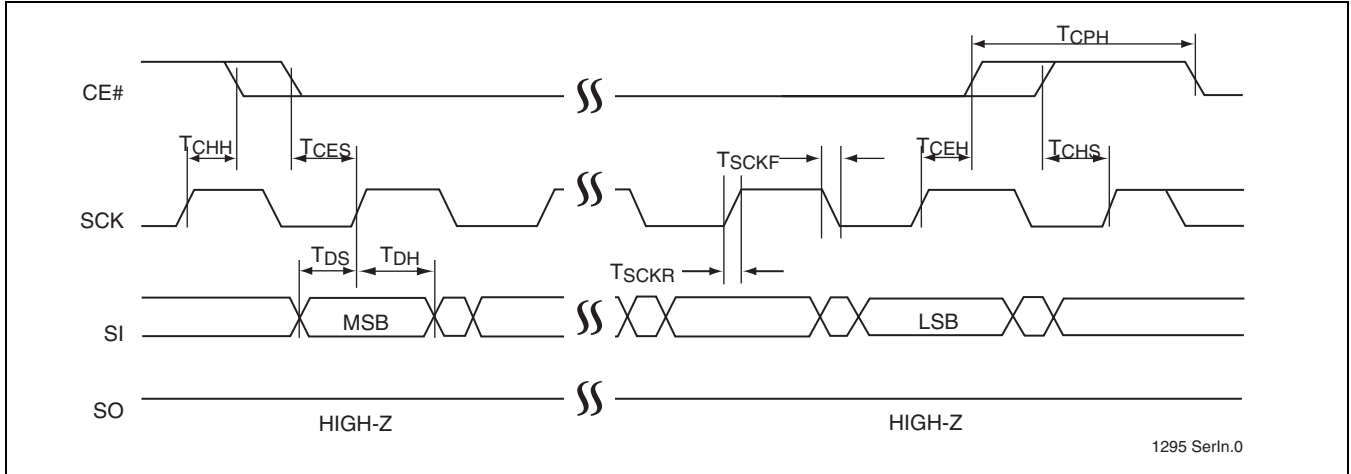 TCPH
CE#
TCHH
TCES
TSCKF
TCEH
TCHS
SCK
TDS
TDH
TSCKR
SI
MSB
LSB
SO
HIGH-Z
HIGH-Z
1295 SerIn.0